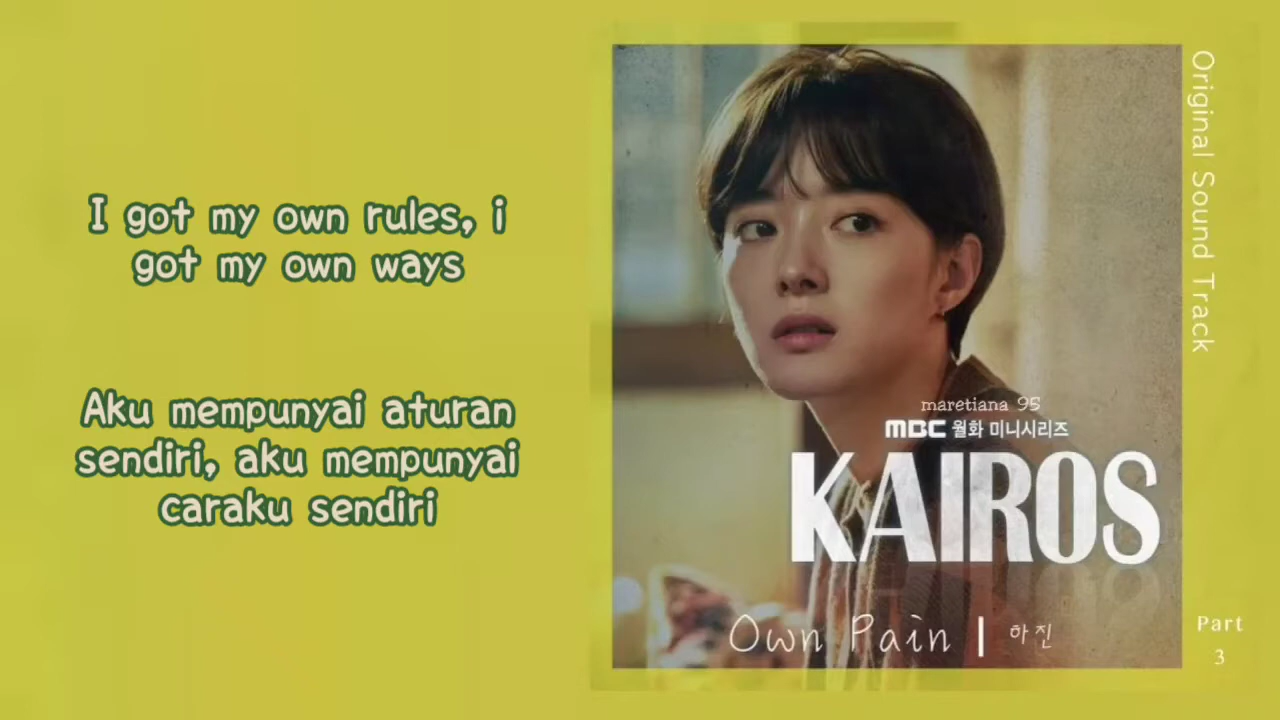 I got my own rules, i
got my own ways
Aku mempunyai aturan
sendiri, aku mempunyai
caraku sendiri
Original Sound Track
maretiana 95
MBC 월화 미니시리즈
KAIROS
Own Pain | 하진
Part
3